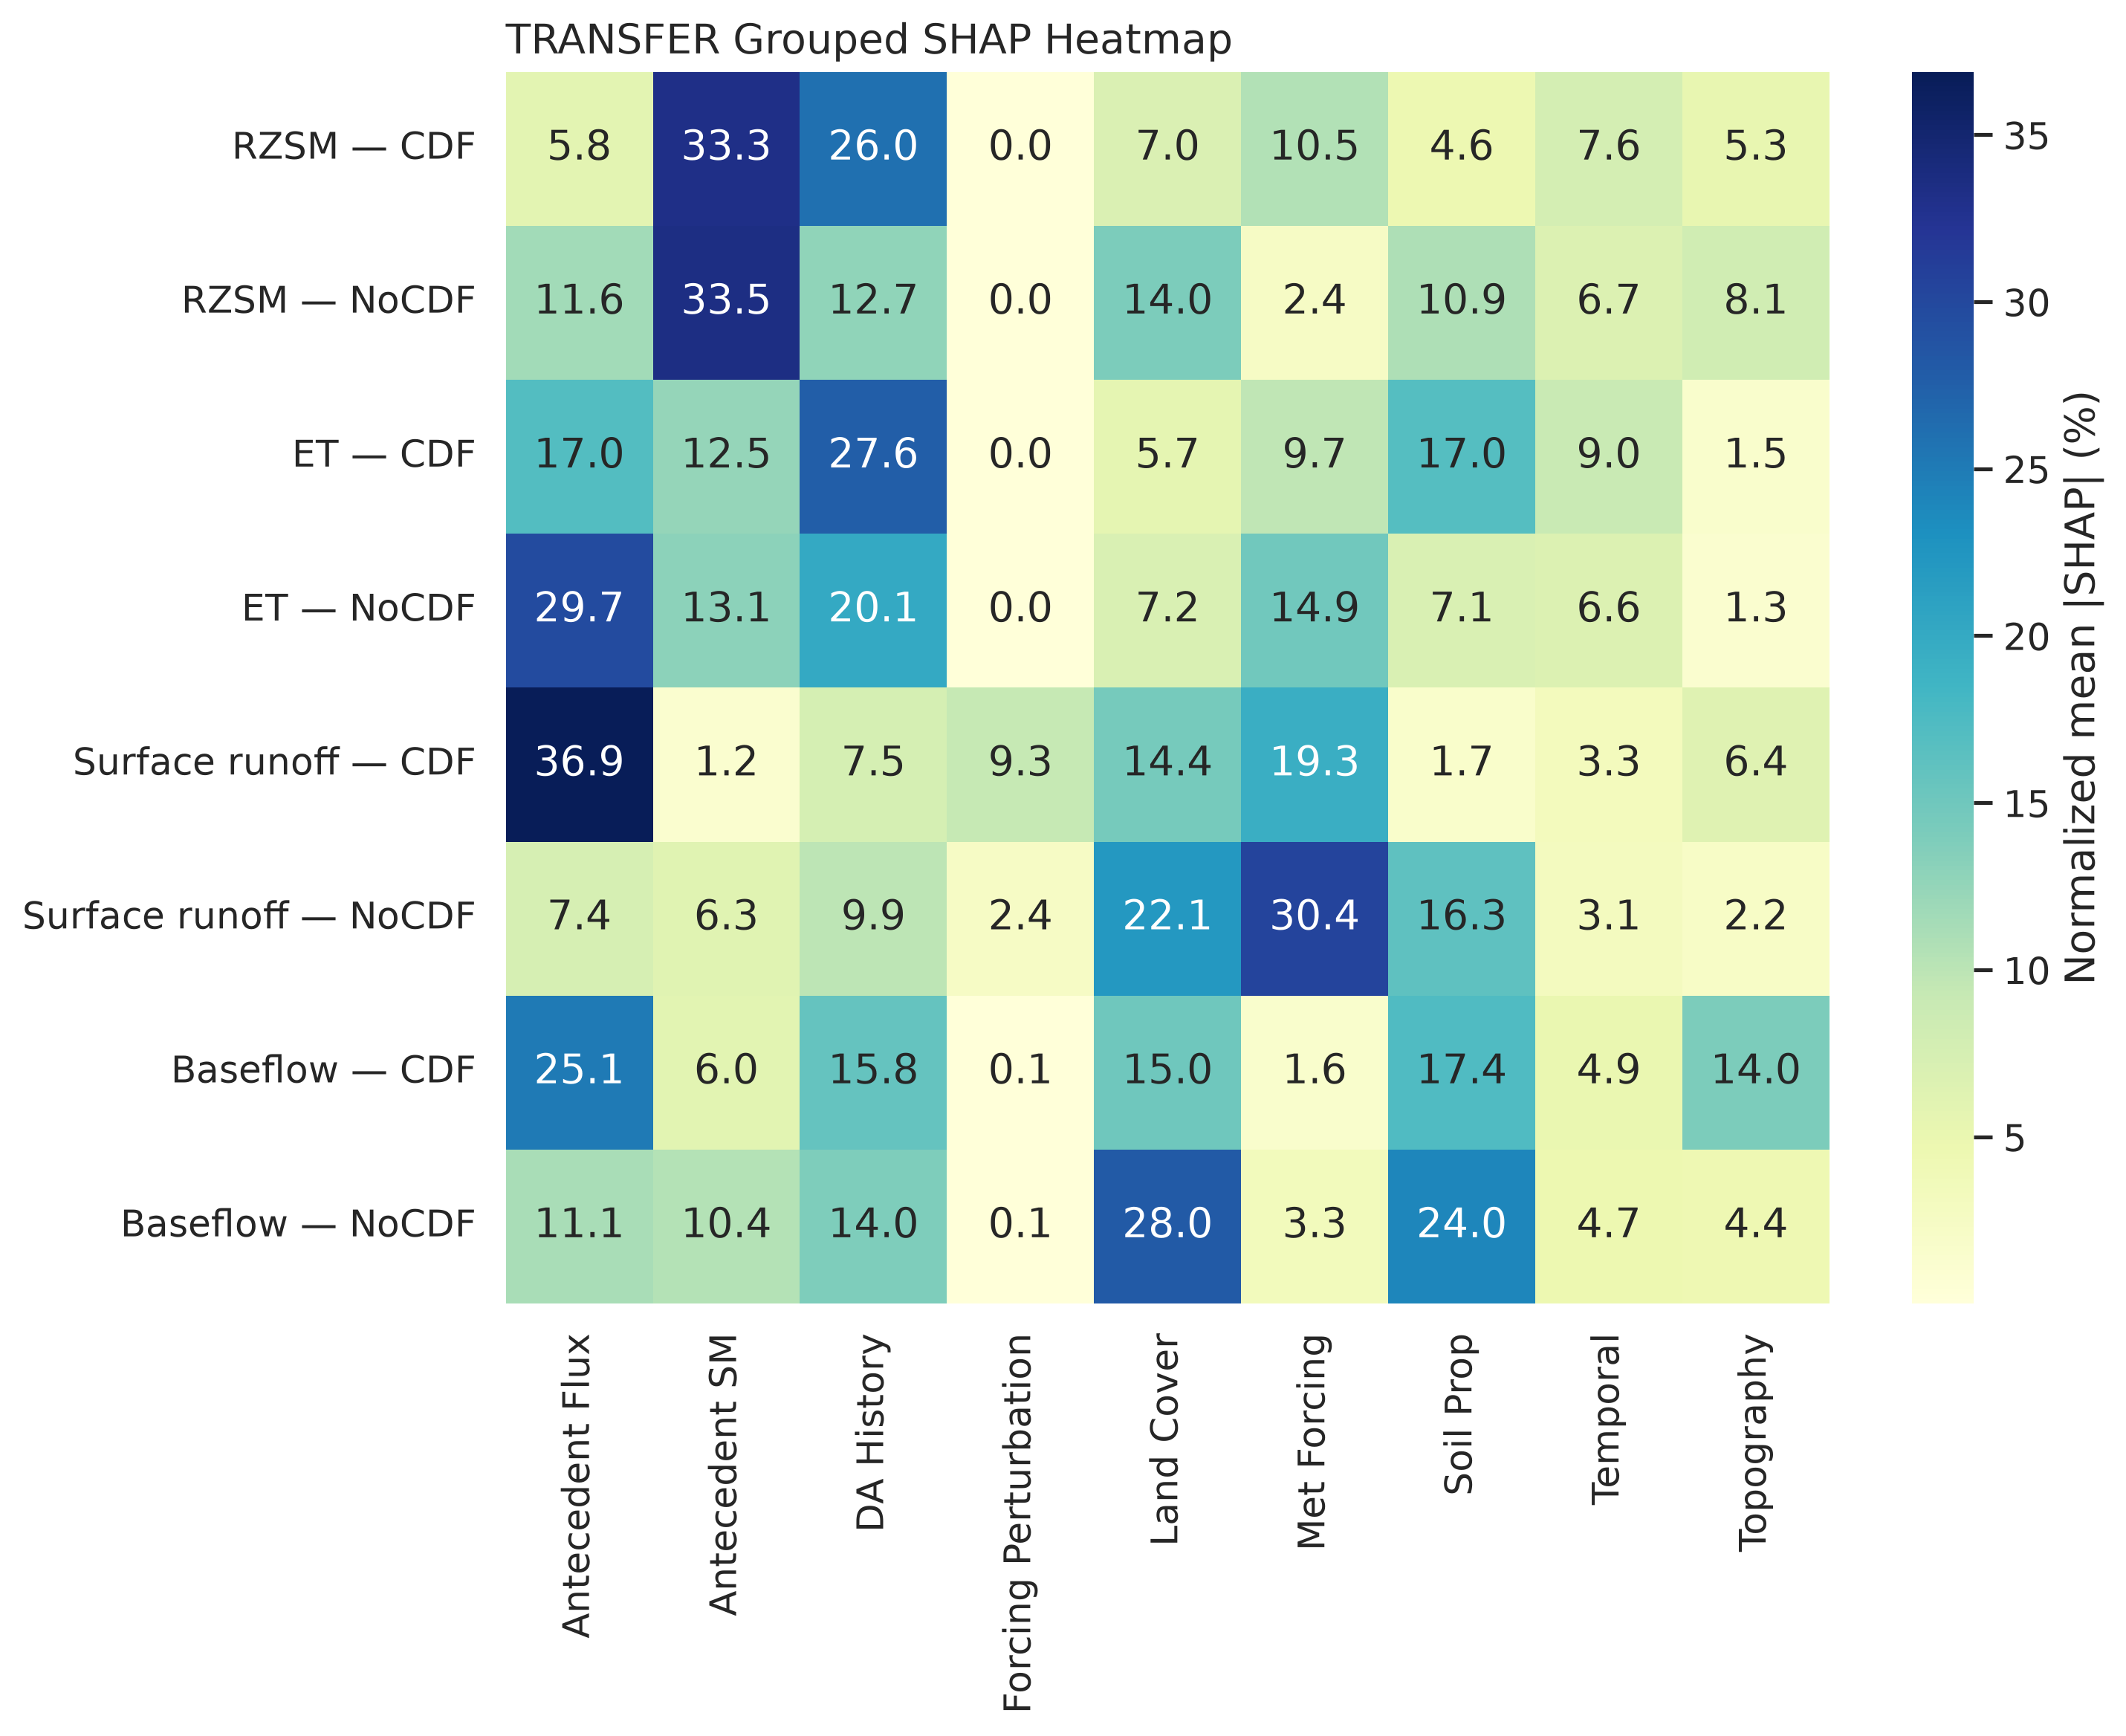 TRANSFER Grouped SHAP Heatmap
RZSM — CDF 5.8 33.3 26.0 0.0 7.0 10.5 4.6 7.6 5.3
RZSM — NoCDF 11.6 33.5 12.7 0.0 14.0 2.4 10.9 6.7 8.1
ET — CDF 17.0 12.5 27.6 0.0 5.7 9.7 17.0 9.0 1.5
ET — NoCDF 29.7 13.1 20.1 0.0 7.2 14.9 7.1 6.6 1.3
Surface runoff — CDF 36.9 1.2 7.5 9.3 14.4 19.3 1.7 3.3 6.4
Surface runoff — NoCDF 7.4 6.3 9.9 2.4 22.1 30.4 16.3 3.1 2.2
Baseflow — CDF 25.1 6.0 15.8 0.1 15.0 1.6 17.4 4.9 14.0
Baseflow — NoCDF 11.1 10.4 14.0 0.1 28.0 3.3 24.0 4.7 4.4
Antecedent Flux
Antecedent SM
DA History
Forcing Perturbation
Land Cover
Met Forcing
Soil Prop
Temporal
Topography
35
30
25
20
15
10
5
Normalized mean |SHAP| (%)